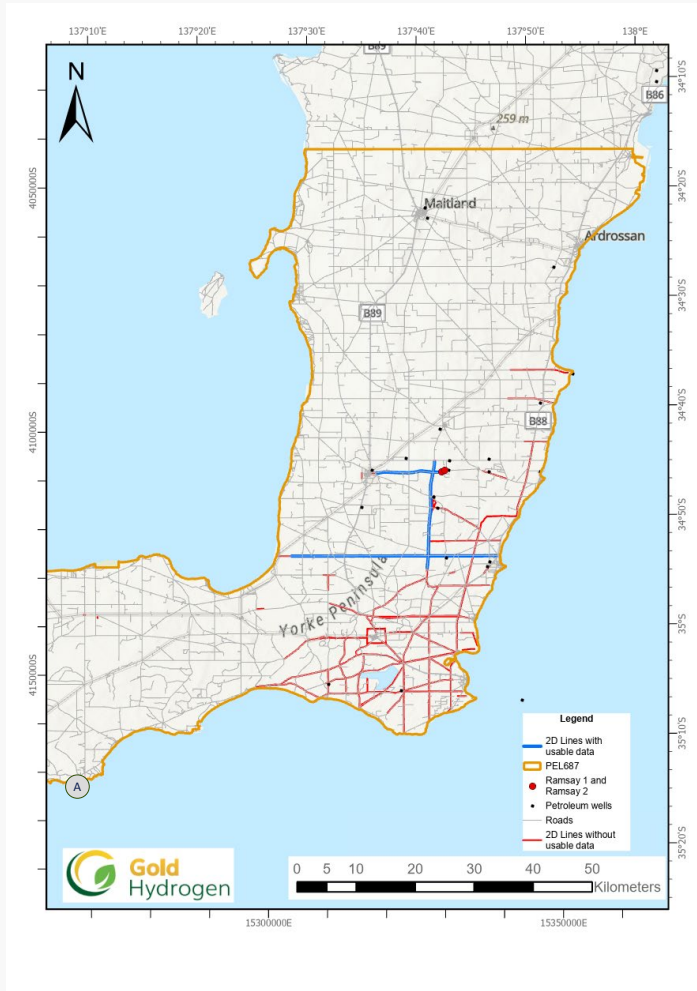 137°10'E
137°20'E
137°30'E
137°40'E
137°50'E
138°E
N
B89
B86
259 m
34°10'S
4050000S
34°20'S
Maitland
Ardrossan
34°30'S
B89
34°40'S
4100000S
B88
34°50'S
Yorke Peninsula
35°S
4150000S
35°10'S
35°20'S
A
Legend
2D Lines with
usable data
PEL687
Ramsay 1 and
Ramsay 2
Petroleum wells
Roads
2D Lines without
usable data
Gold
Hydrogen
0 5 10 20 30 40 50
Kilometers
15300000E
15350000E